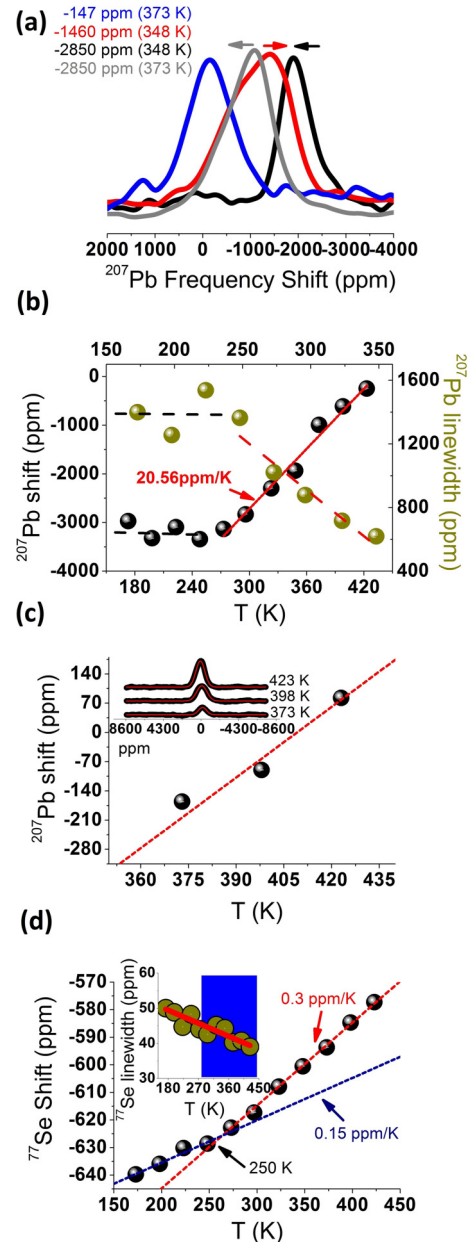 (a)
-147 ppm (373 K)
-1460 ppm (348 K)
-2850 ppm (348 K)
-2850 ppm (373 K)
2000 1000 0 -1000 -2000 -3000 -4000
²⁰⁷Pb Frequency Shift (ppm)
(b)
150 200 250 300 350
0
-1000
-2000
-3000
-4000
²⁰⁷Pb shift (ppm)
20.56ppm/K
1600
1200
800
400
²⁰⁷Pb linewidth
180 240 300 360 420
T (K)
(c)
140
70
0
-70
-140
-210
-280
²⁰⁷Pb shift (ppm)
423 K
398 K
373 K
8600 4300 0 -4300 -8600
ppm
360 375 390 405 420 435
T (K)
(d)
-570
-580
-590
-600
-610
-620
-630
-640
⁷⁷Se Shift (ppm)
60
50
40
30
⁷⁷Se linewidth (ppm)
180 270 360 450
T (K)
0.3 ppm/K
0.15 ppm/K
250 K
150 200 250 300 350 400 450
T (K)